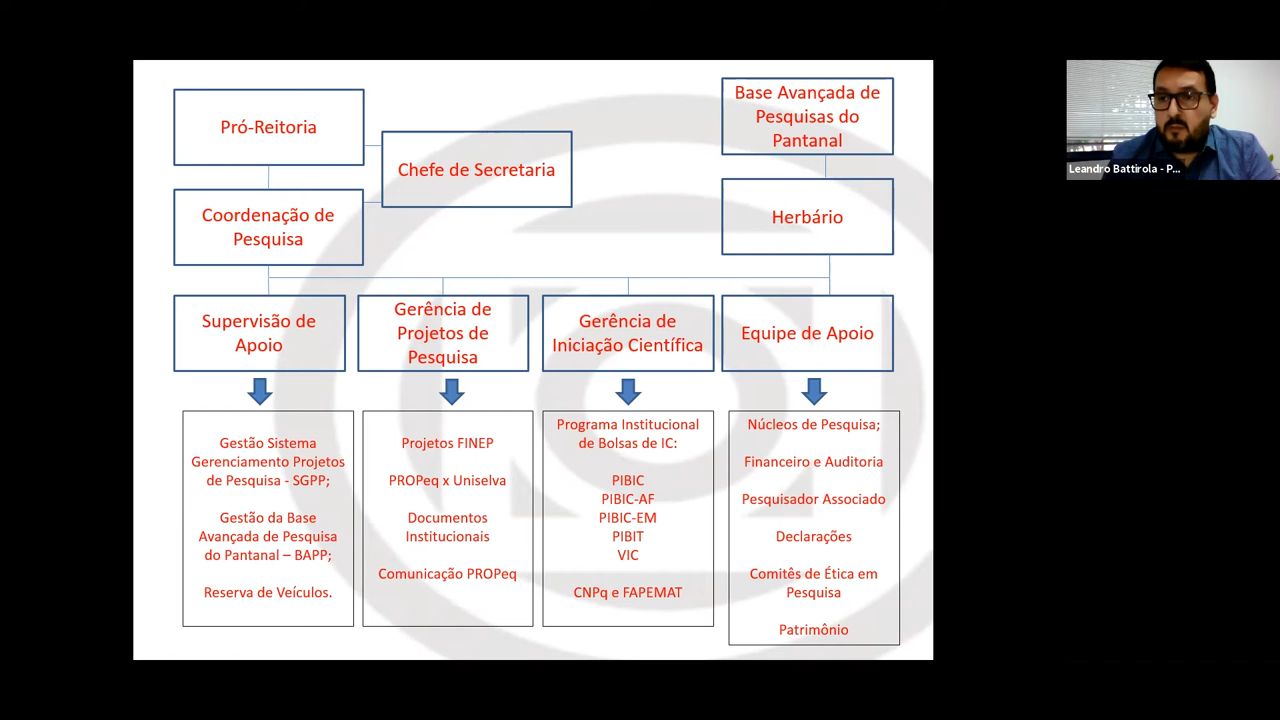 Pró-Reitoria
Chefe de Secretaria
Coordenação de
Pesquisa
Base Avançada de
Pesquisas do
Pantanal
Herbário
Supervisão de
Apoio
Gerência de
Projetos de
Pesquisa
Gerência de
Iniciação Científica
Equipe de Apoio
Gestão Sistema
Gerenciamento Projetos
de Pesquisa - SGPP;
Gestão da Base
Avançada de Pesquisa
do Pantanal – BAPP;
Reserva de Veículos.
Projetos FINEP
PROPeq x Uniselva
Documentos
Institucionais
Comunicação PROPeq
Programa Institucional
de Bolsas de IC:
PIBIC
PIBIC-AF
PIBIC-EM
PIBIT
VIC
CNPq e FAPEMAT
Núcleos de Pesquisa;
Financeiro e Auditoria
Pesquisador Associado
Declarações
Comitês de Ética em
Pesquisa
Patrimônio
Leandro Battirola - P...